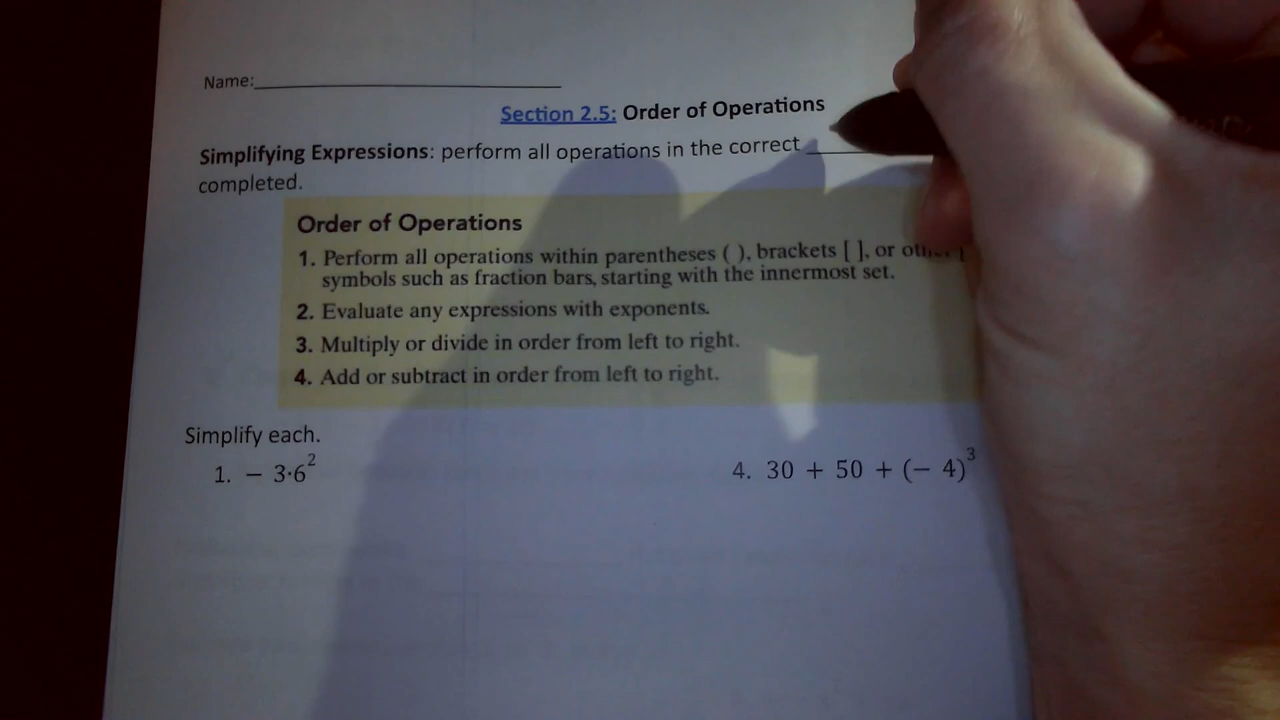 Name:
Section 2.5: Order of Operations
Simplifying Expressions: perform all operations in the correct
completed.
Order of Operations
1. Perform all operations within parentheses ( ), brackets [ ], or
symbols such as fraction bars, starting with the innermost set.
2. Evaluate any expressions with exponents.
3. Multiply or divide in order from left to right.
4. Add or subtract in order from left to right.
Simplify each.
1. − 3·6²
4. 30 + 50 + (− 4)³